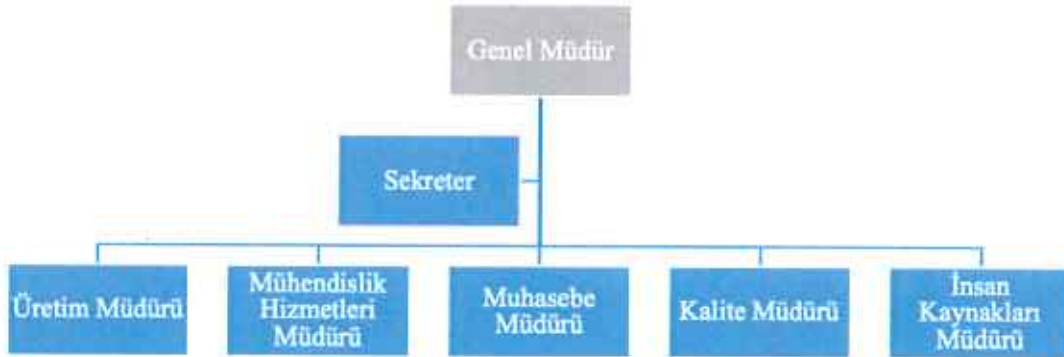 Genel Müdür
Sekreter
Üretim Müdürü
Mühendislik
Hizmetleri
Müdürü
Muhasebe
Müdürü
Kalite Müdürü
İnsan
Kaynakları
Müdürü